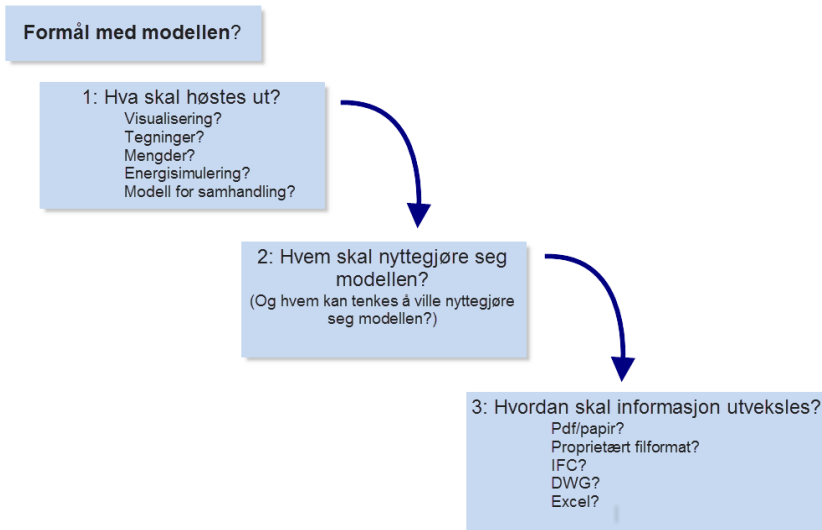 Formål med modellen?
1: Hva skal høstes ut?
Visualisering?
Tegninger?
Mengder?
Energisimulering?
Modell for samhandling?
2: Hvem skal nyttegjøre seg
modellen?
(Og hvem kan tenkes å ville nyttegjøre
seg modellen?)
3: Hvordan skal informasjon utveksles?
Pdf/papir?
Proprietært filformat?
IFC?
DWG?
Excel?